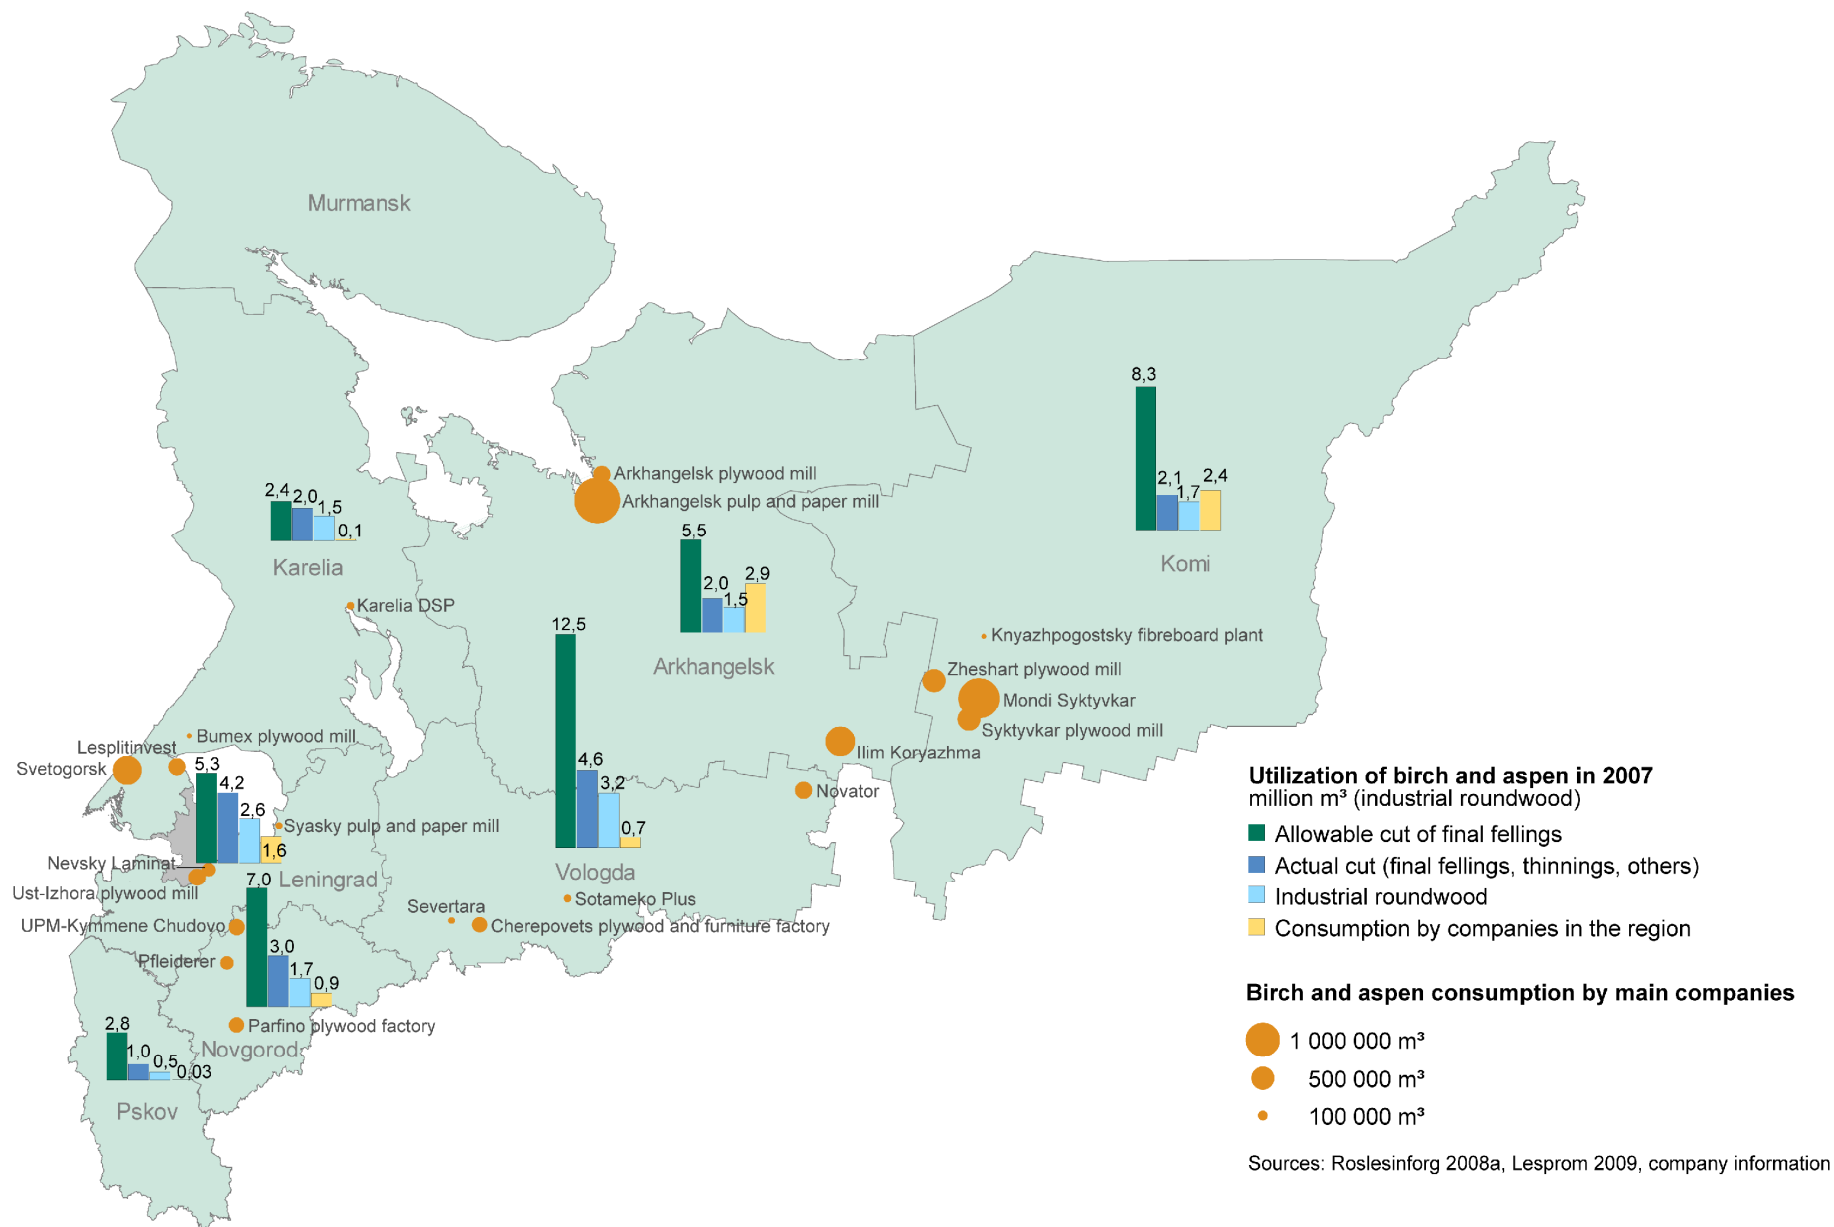 Murmansk
8,3
2,1
1,7
2,4
Komi
Arkhangelsk plywood mill
Arkhangelsk pulp and paper mill
2,4
2,0
1,5
0,1
Karelia
5,5
2,0
1,5
2,9
Arkhangelsk
Karelia DSP
12,5
4,6
3,2
0,7
Vologda
Knyazhpogostsky fibreboard plant
Zheshart plywood mill
Mondi Syktyvkar
Syktyvkar plywood mill
Ilim Koryazhma
Novator
Bumex plywood mill
Lesplitinvest
Svetogorsk
5,3
4,2
2,6
1,6
Syasky pulp and paper mill
Nevsky Laminat
Leningrad
Ust-Izhora plywood mill
Sotameko Plus
Severtara
Cherepovets plywood and furniture factory
UPM-Kymmene Chudovo
7,0
3,0
1,7
0,9
Pfleiderer
Parfino plywood factory
Novgorod
2,8
1,0
0,5
0,03
Pskov
Utilization of birch and aspen in 2007
million m³ (industrial roundwood)
Allowable cut of final fellings
Actual cut (final fellings, thinnings, others)
Industrial roundwood
Consumption by companies in the region
Birch and aspen consumption by main companies
1 000 000 m³
500 000 m³
100 000 m³
Sources: Roslesinforg 2008a, Lesprom 2009, company information